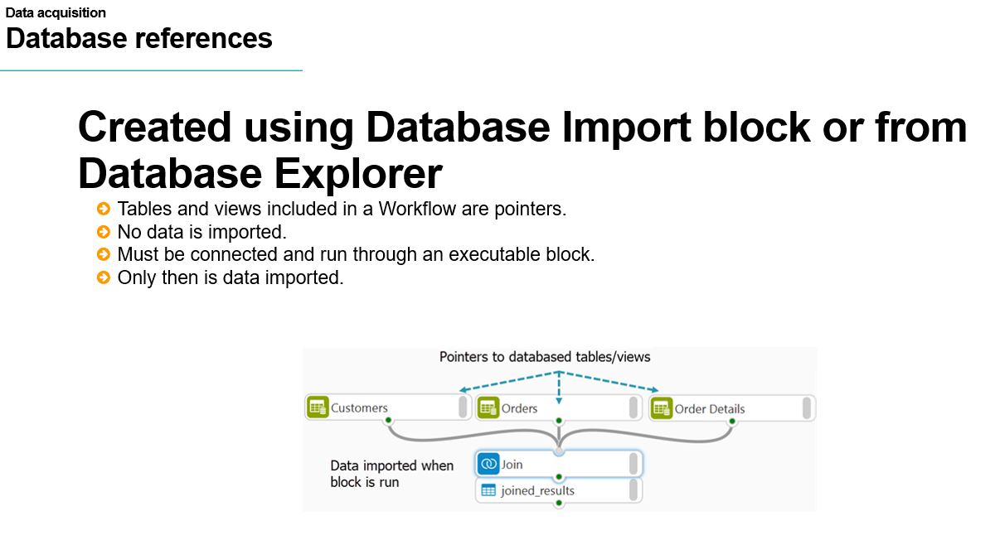 Data acquisition
Database references
Created using Database Import block or from
Database Explorer
Tables and views included in a Workflow are pointers.
No data is imported.
Must be connected and run through an executable block.
Only then is data imported.
Pointers to databased tables/views
Customers
Orders
Order Details
Data imported when
block is run
Join
joined_results